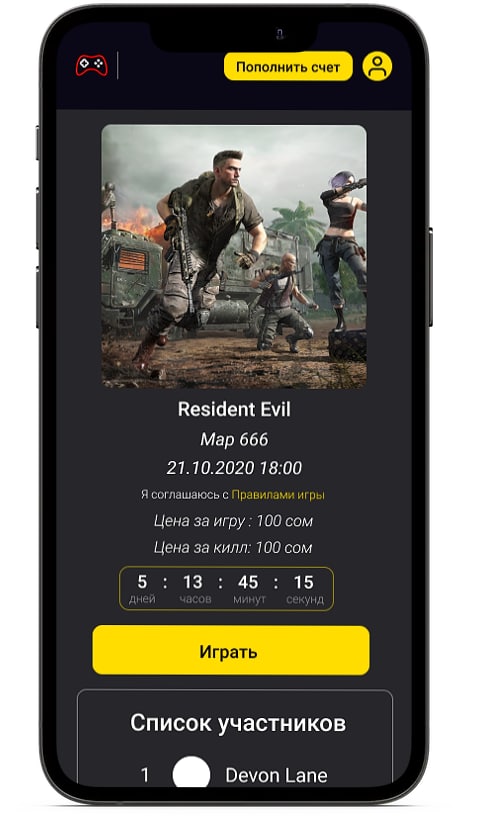 Пополнить счет
Resident Evil
Map 666
21.10.2020 18:00
Я соглашаюсь с Правилами игры
Цена за игру : 100 сом
Цена за килл: 100 сом
5 : 13 : 45 : 15
дней часов минут секунд
Играть
Список участников
1 Devon Lane